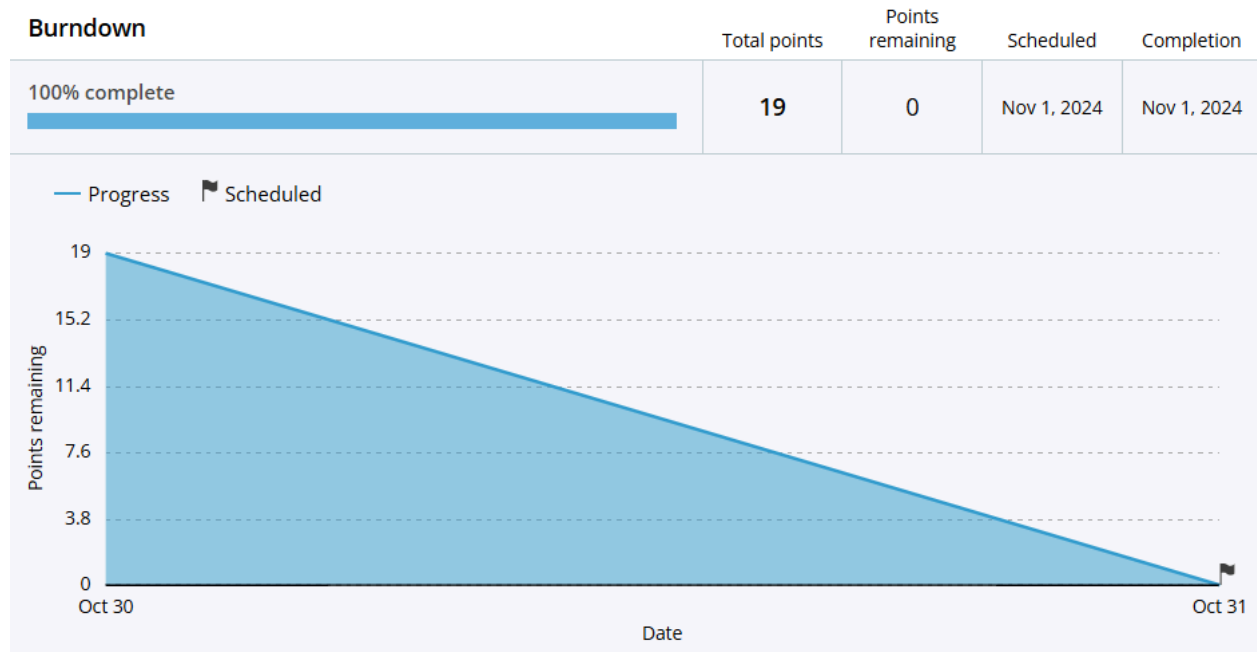 Burndown
Total points
Points
remaining
Scheduled
Completion
100% complete
19
0
Nov 1, 2024
Nov 1, 2024
Progress
Scheduled
Points remaining
19
15.2
11.4
7.6
3.8
0
Oct 30
Oct 31
Date